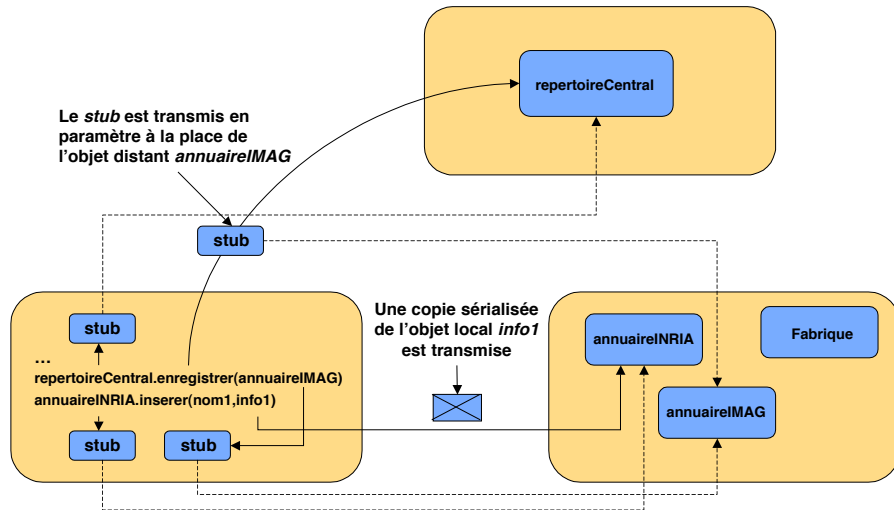 repertoireCentral
Le stub est transmis en
paramètre à la place de
l'objet distant annuaireIMAG
stub
stub
Une copie sérialisée
de l'objet local info1
est transmise
annuaireINRIA
Fabrique
...
repertoireCentral.enregistrer(annuaireIMAG)
annuaireINRIA.inserer(nom1,info1)
annuaireIMAG
stub
stub